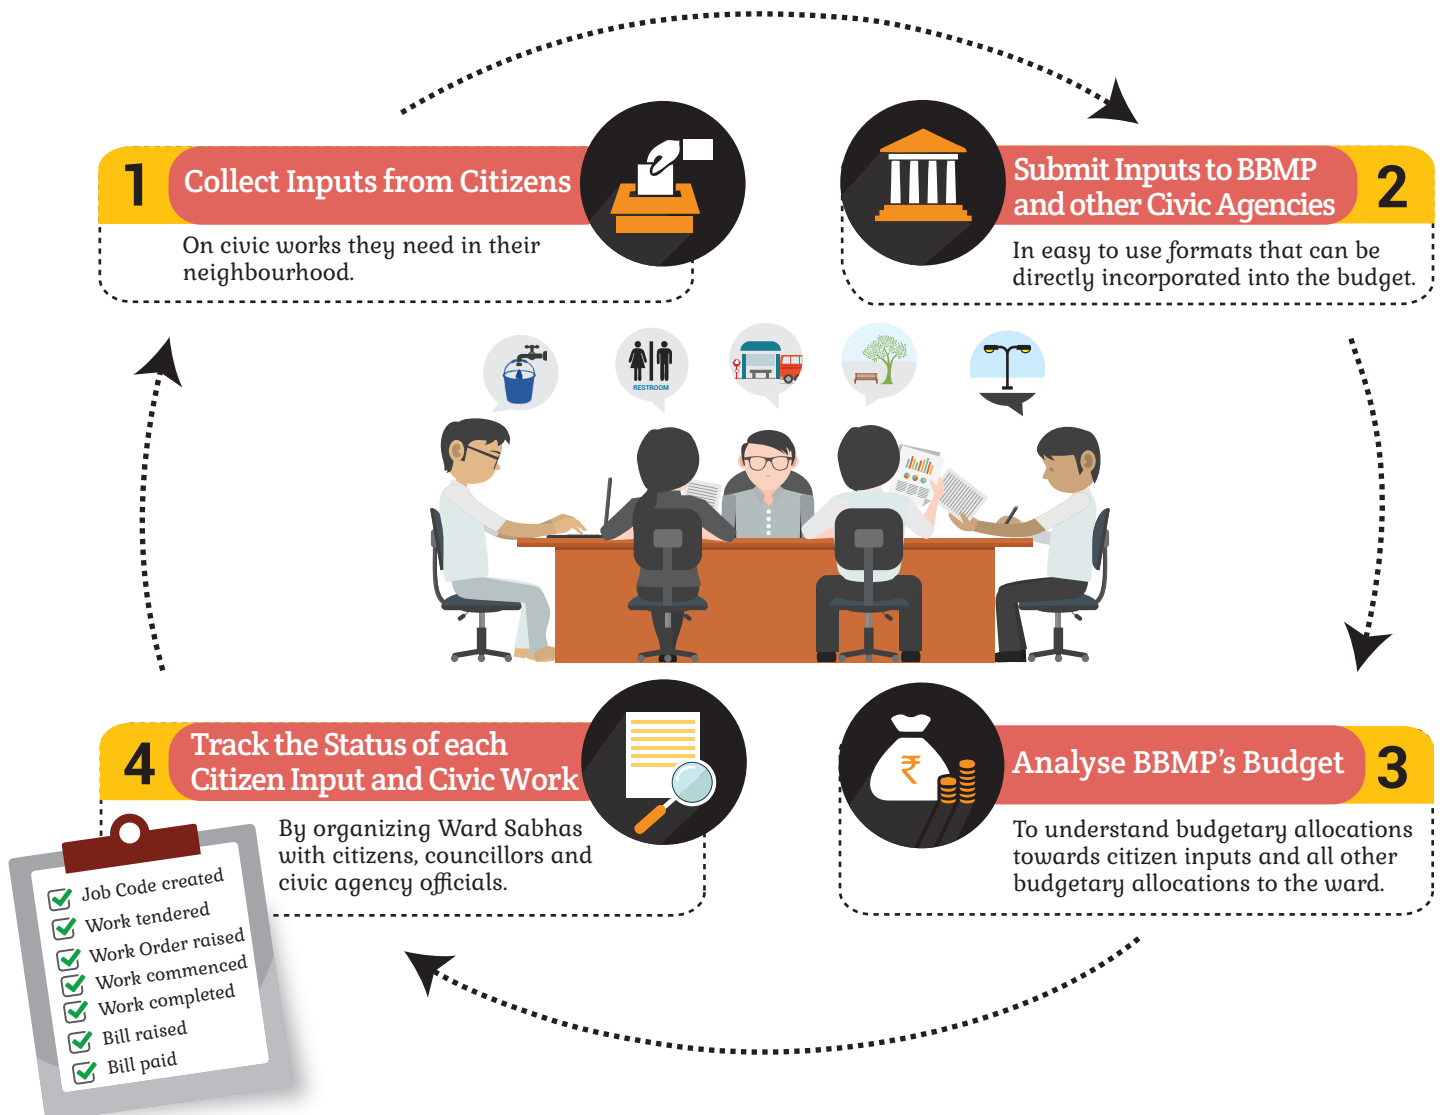 1
Collect Inputs from Citizens
On civic works they need in their
neighbourhood.
Submit Inputs to BBMP
and other Civic Agencies
2
In easy to use formats that can be
directly incorporated into the budget.
RESTROOM
4
Track the Status of each
Citizen Input and Civic Work
By organizing Ward Sabhas
with citizens, councillors and
civic agency officials.
Job Code created
Work tendered
Work Order raised
Work commenced
Work completed
Bill raised
Bill paid
₹
Analyse BBMP's Budget
3
To understand budgetary allocations
towards citizen inputs and all other
budgetary allocations to the ward.